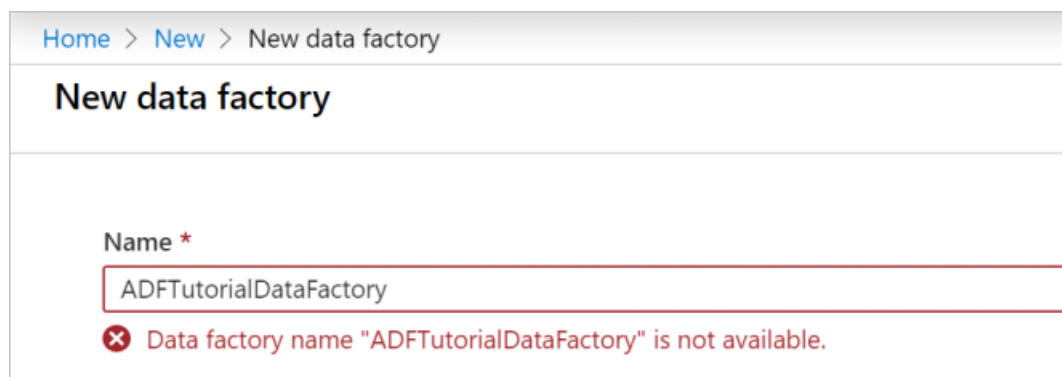 Home > New > New data factory
New data factory
Name *
ADFTutorialDataFactory
Data factory name "ADFTutorialDataFactory" is not available.